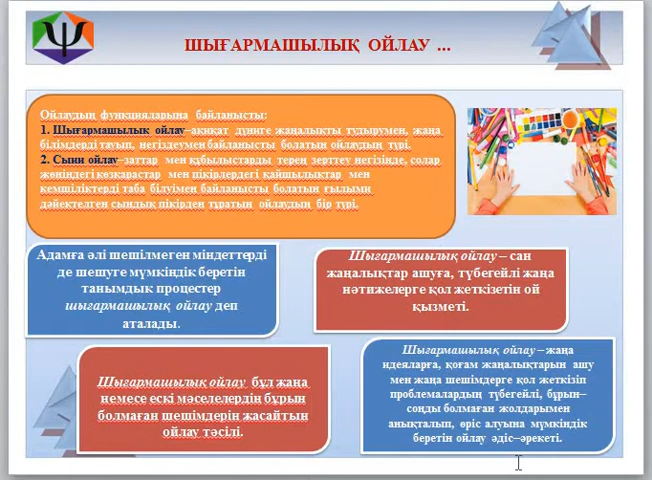 ШЫҒАРМАШЫЛЫҚ ОЙЛАУ ...
Ойлаудың функцияларына байланысты:
1. Шығармашылық ойлау–ақиқат дүниге жаңалықты тудырумен, жаңа
білімдерді тауып, негіздеумен байланысты болатын ойлаудың түрі.
2. Сыни ойлау–заттар мен құбылыстарды терең зерттеу негізінде, солар
жөніндегі көзқарастар мен пікірлердегі қайшылықтар мен
кемшіліктерді таба білуімен байланысты болатын ғылыми
дәйектелген сындық пікірден тұратын ойлаудың бір түрі.
Адамға әлі шешілмеген міндеттерді
де шешуге мүмкіндік беретін
танымдық процестер
шығармашылық ойлау деп
аталады.
Шығармашылық ойлау – сан
жаңалықтар ашуға, түбегейлі жаңа
нәтижелерге қол жеткізетін ой
қызметі.
Шығармашылық ойлау бұл жаңа
немесе ескі мәселелердің бұрын
болмаған шешімдерін жасайтын
ойлау тәсілі.
Шығармашылық ойлау –жаңа
идеяларға, қоғам жаңалықтарын ашу
мен жаңа шешімдерге қол жеткізіп
проблемалардың түбегейлі, бұрын–
соңды болмаған жолдарымен
анықталып, өріс алуына мүмкіндік
беретін ойлау әдіс–әрекеті.